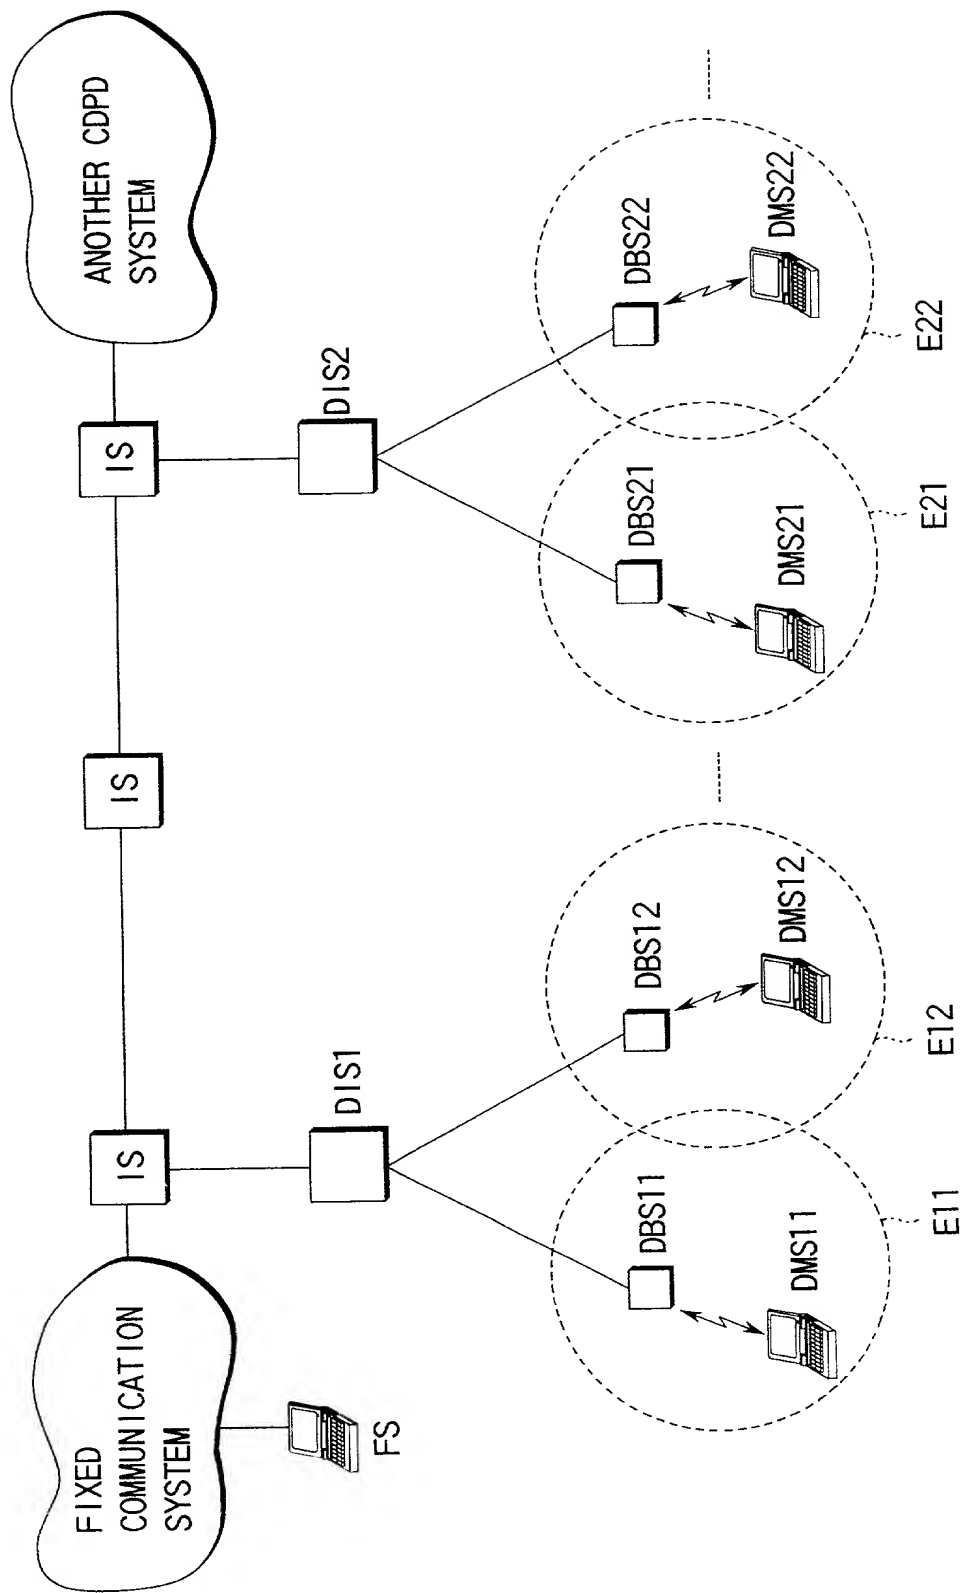 FIXED
COMMUNICATION
SYSTEM
ANOTHER CDPD
SYSTEM
IS
IS
IS
FS
DIS1
DIS2
DBS11
DBS12
DBS21
DBS22
DMS11
DMS12
DMS21
DMS22
E11
E12
E21
E22